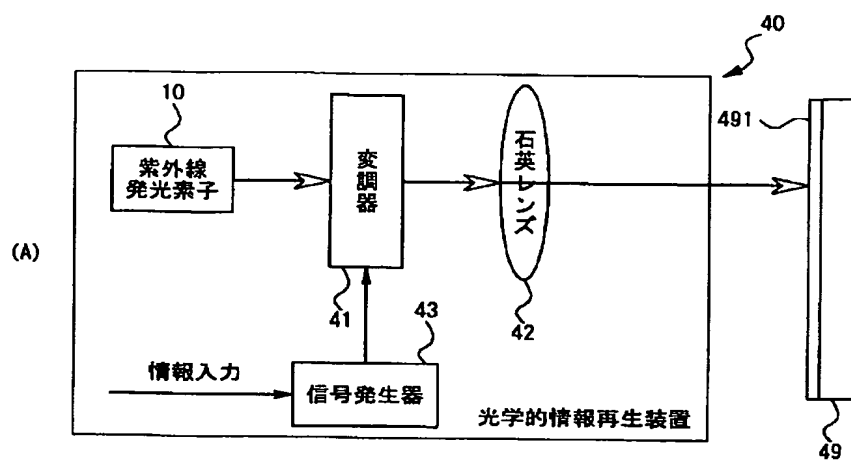 40
10
491
紫外線
発光素子
変調器
石英レンズ
(A)
41
43
42
情報入力
信号発生器
光学的情報再生装置
49